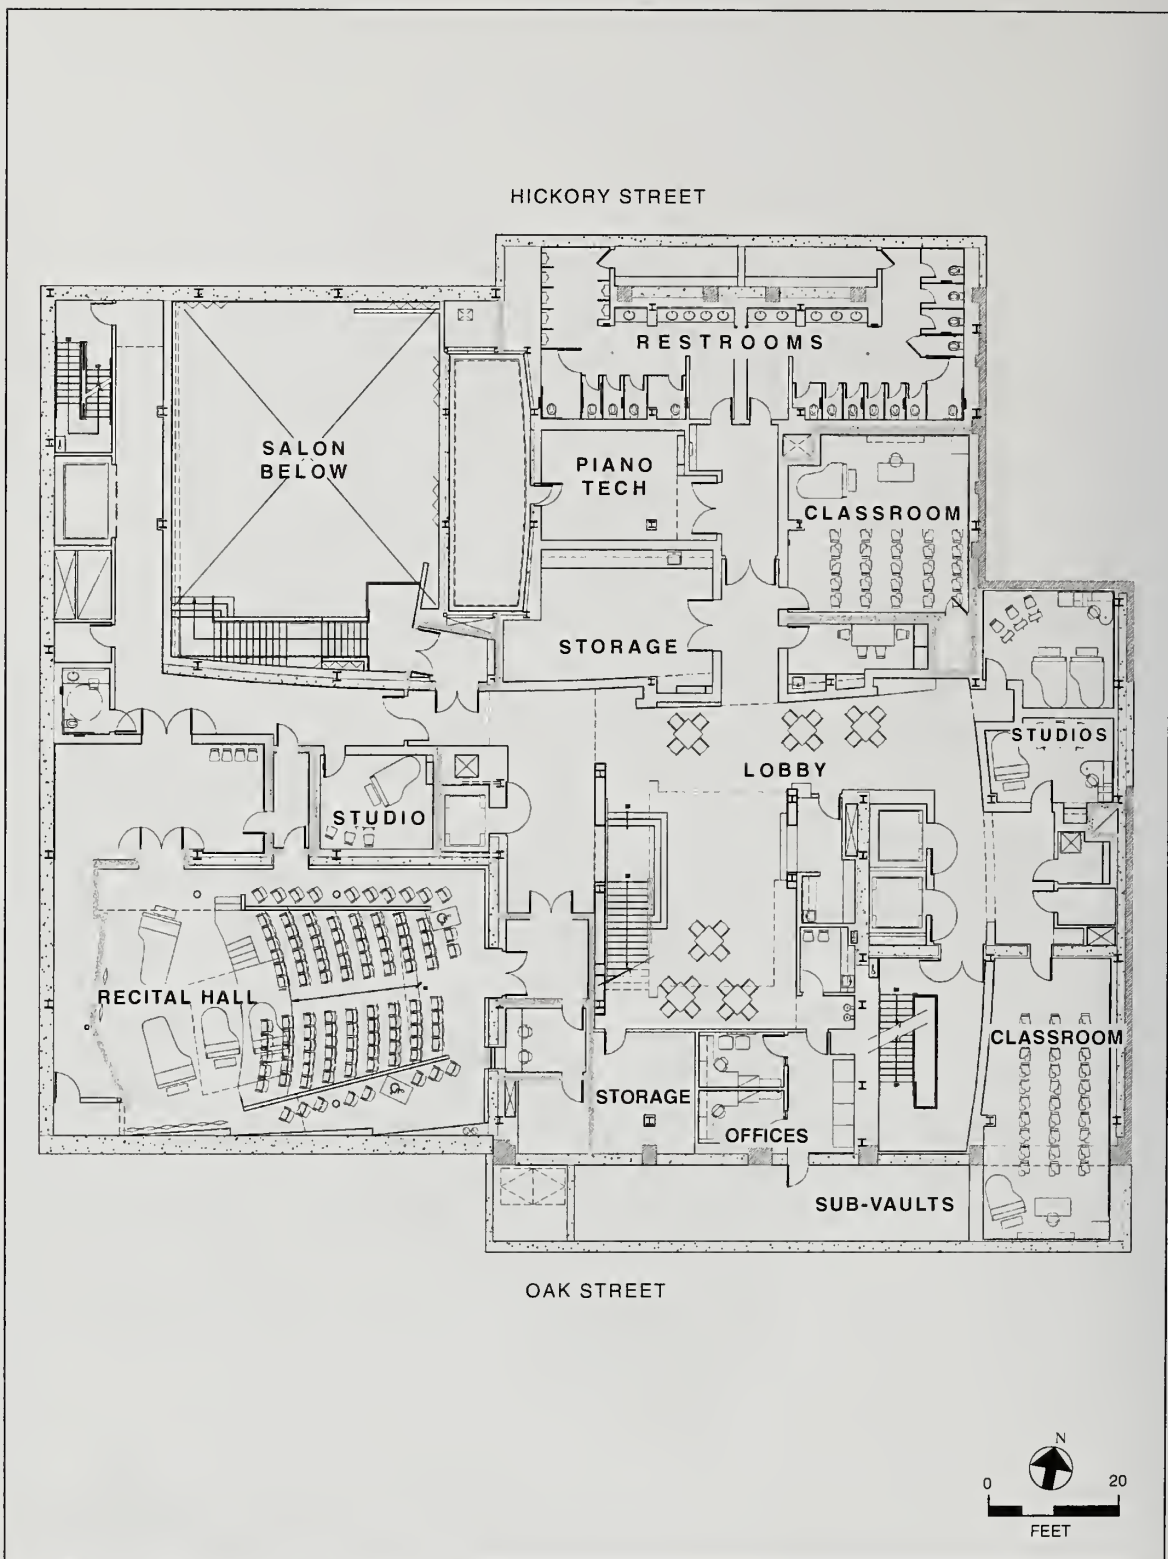 HICKORY STREET
RESTROOMS
SALON
BELOW
PIANO
TECH
CLASSROOM
STORAGE
STUDIOS
LOBBY
STUDIO
RECITAL HALL
CLASSROOM
STORAGE
OFFICES
SUB-VAULTS
OAK STREET
N
0 20
FEET